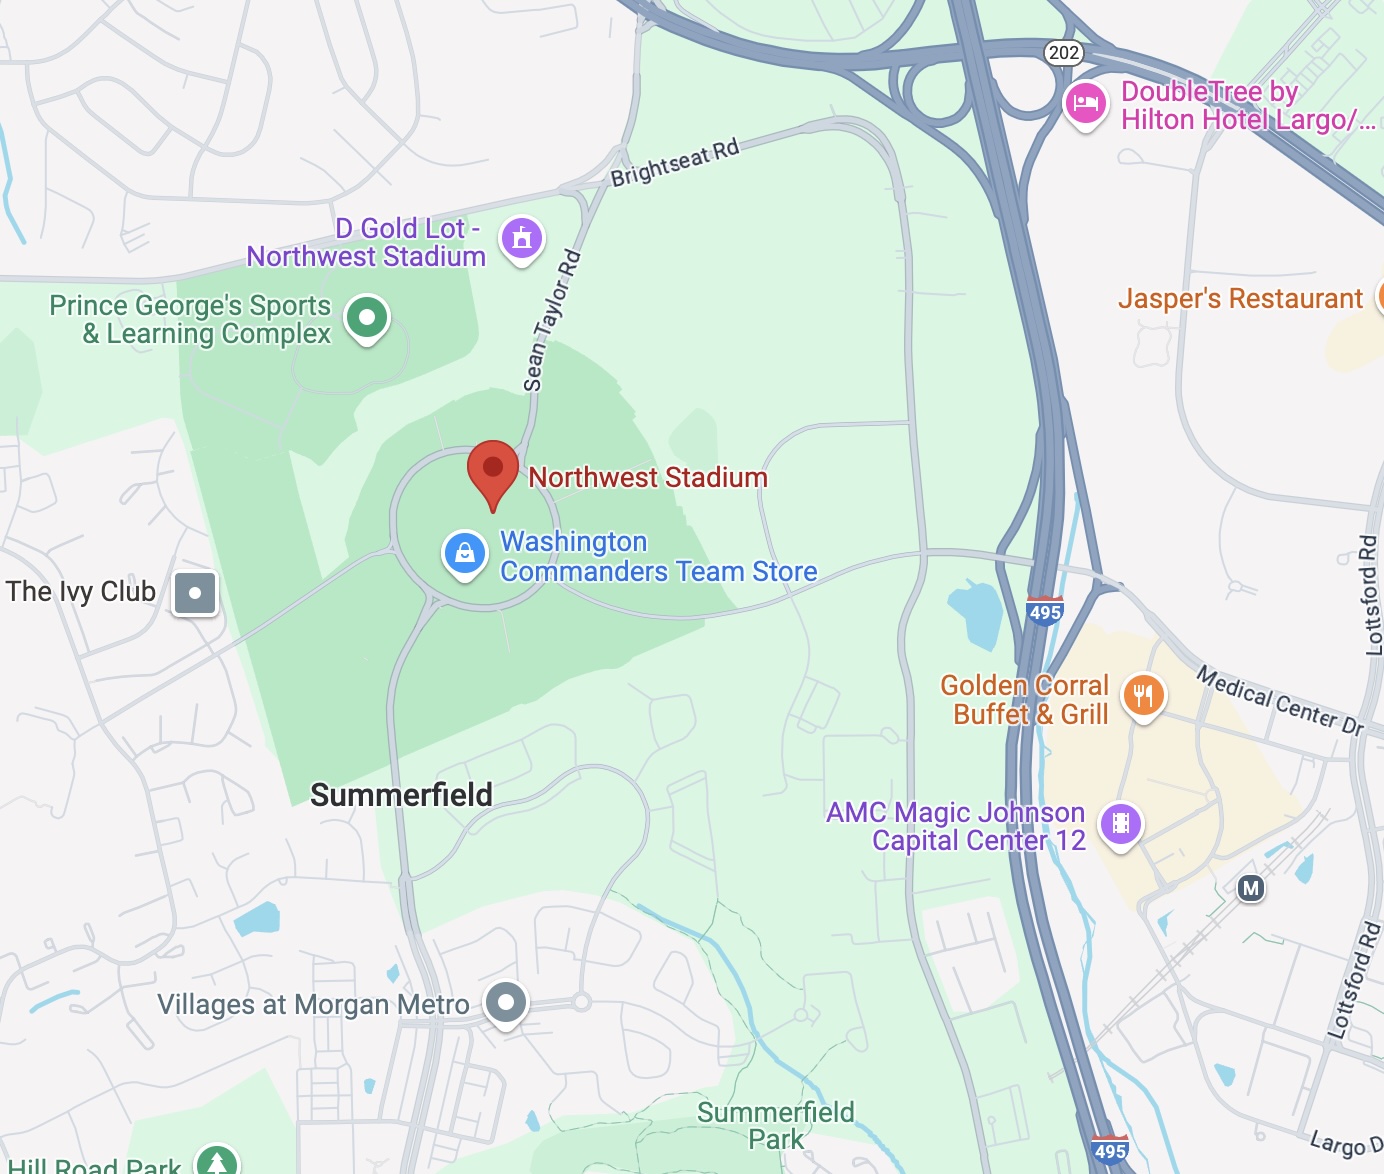 202
DoubleTree by
Hilton Hotel Largo/...
Brightseat Rd
D Gold Lot -
Northwest Stadium
Sean Taylor Rd
Prince George's Sports
& Learning Complex
Jasper's Restaurant
Northwest Stadium
Washington
Commanders Team Store
The Ivy Club
495
Lottsford Rd
Golden Corral
Buffet & Grill
Medical Center Dr
Summerfield
AMC Magic Johnson
Capital Center 12
M
Lottsford Rd
Villages at Morgan Metro
Summerfield
Park
495
Largo D
Hill Road Park